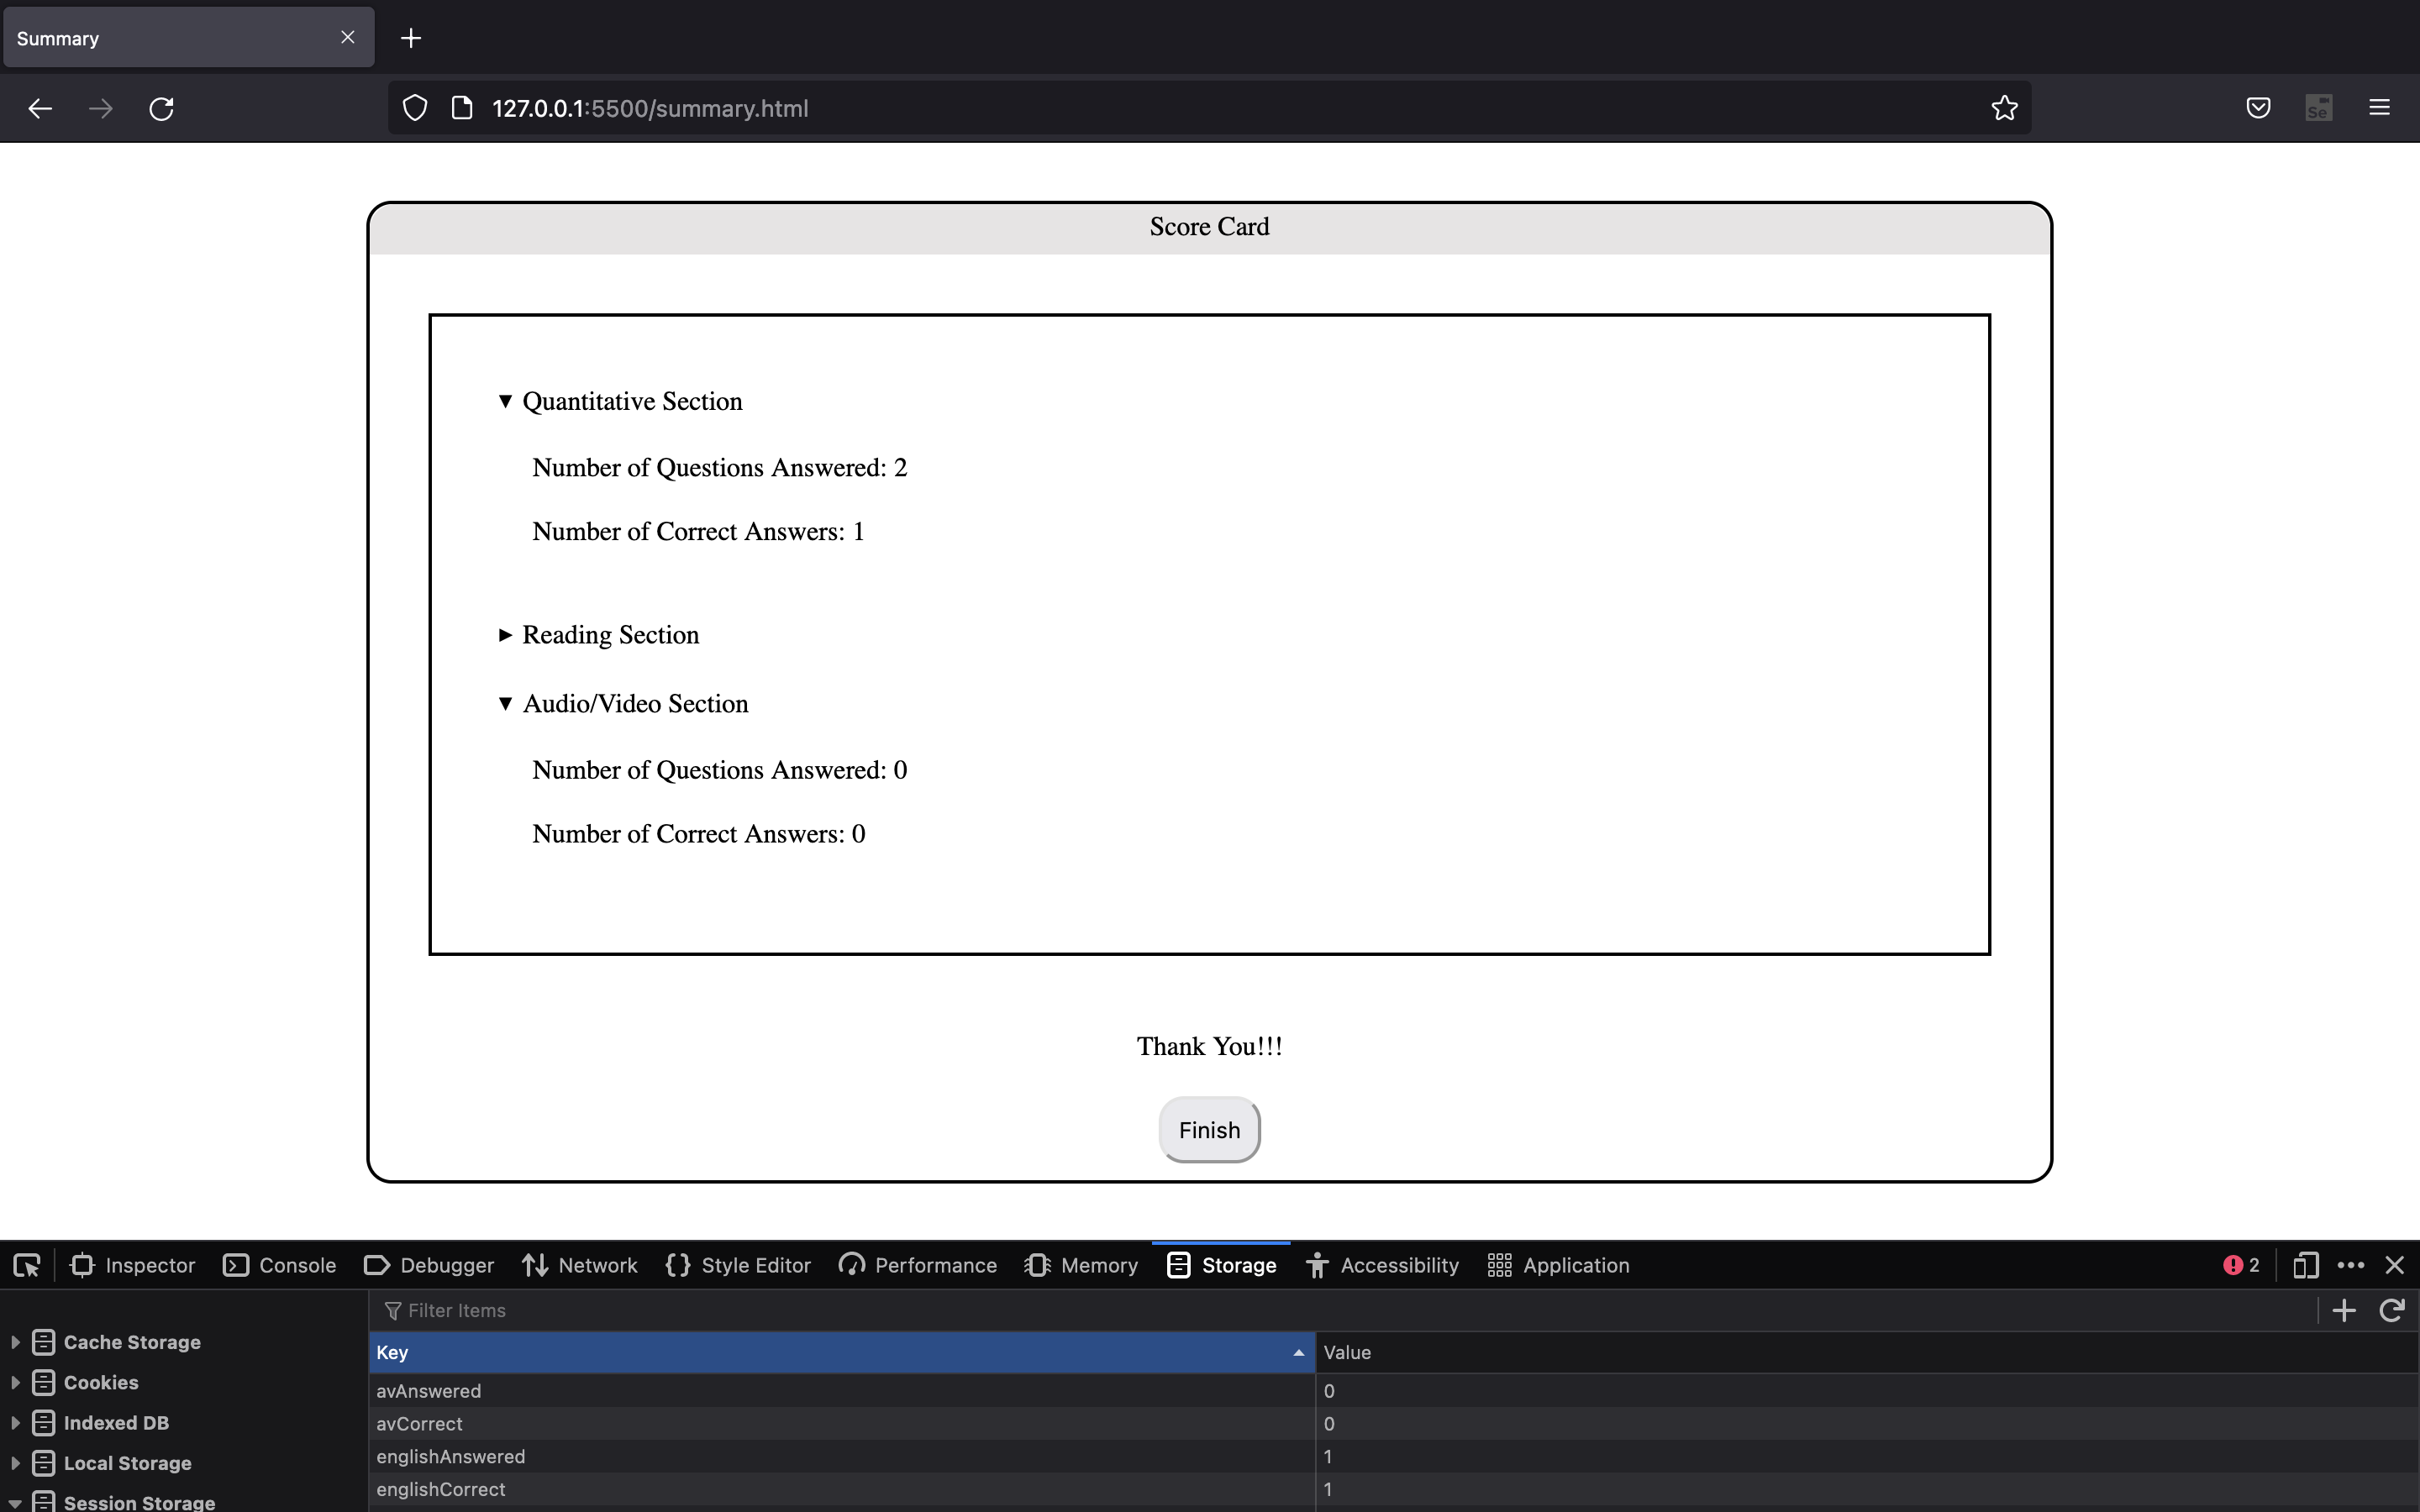 Summary
127.0.0.1:5500/summary.html
Se
Score Card
Quantitative Section
Number of Questions Answered: 2
Number of Correct Answers: 1
Reading Section
Audio/Video Section
Number of Questions Answered: 0
Number of Correct Answers: 0
Thank You!!!
Finish
Inspector Console Debugger Network Style Editor Performance Memory Storage Accessibility Application 2
Filter Items
Cache Storage
Cookies
Indexed DB
Local Storage
Session Storage
Key Value
avAnswered 0
avCorrect 0
englishAnswered 1
englishCorrect 1